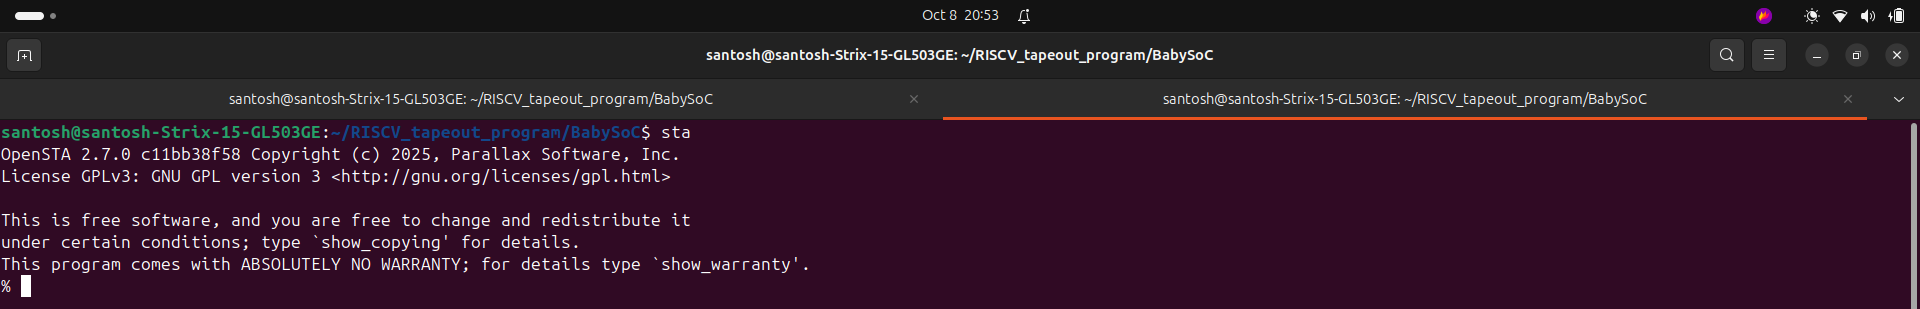 Oct 8 20:53
santosh@santosh-Strix-15-GL503GE: ~/RISCV_tapeout_program/BabySoC
santosh@santosh-Strix-15-GL503GE: ~/RISCV_tapeout_program/BabySoC
santosh@santosh-Strix-15-GL503GE: ~/RISCV_tapeout_program/BabySoC
santosh@santosh-Strix-15-GL503GE:~/RISCV_tapeout_program/BabySoC$ sta
OpenSTA 2.7.0 c11bb38f58 Copyright (c) 2025, Parallax Software, Inc.
License GPLv3: GNU GPL version 3 <http://gnu.org/licenses/gpl.html>
This is free software, and you are free to change and redistribute it
under certain conditions; type `show_copying' for details.
This program comes with ABSOLUTELY NO WARRANTY; for details type `show_warranty'.
%